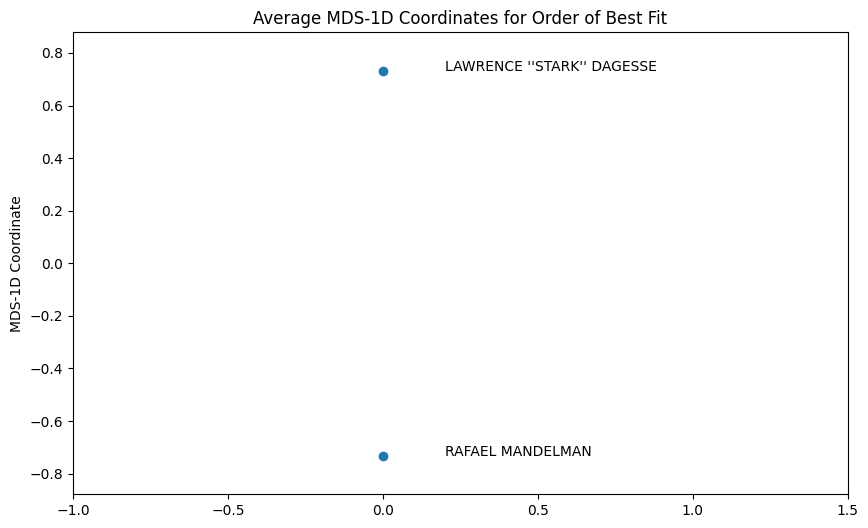 Average MDS-1D Coordinates for Order of Best Fit
0.8
LAWRENCE ''STARK'' DAGESSE
0.6
0.4
0.2
0.0
MDS-1D Coordinate
−0.2
−0.4
−0.6
RAFAEL MANDELMAN
−0.8
−1.0 −0.5 0.0 0.5 1.0 1.5